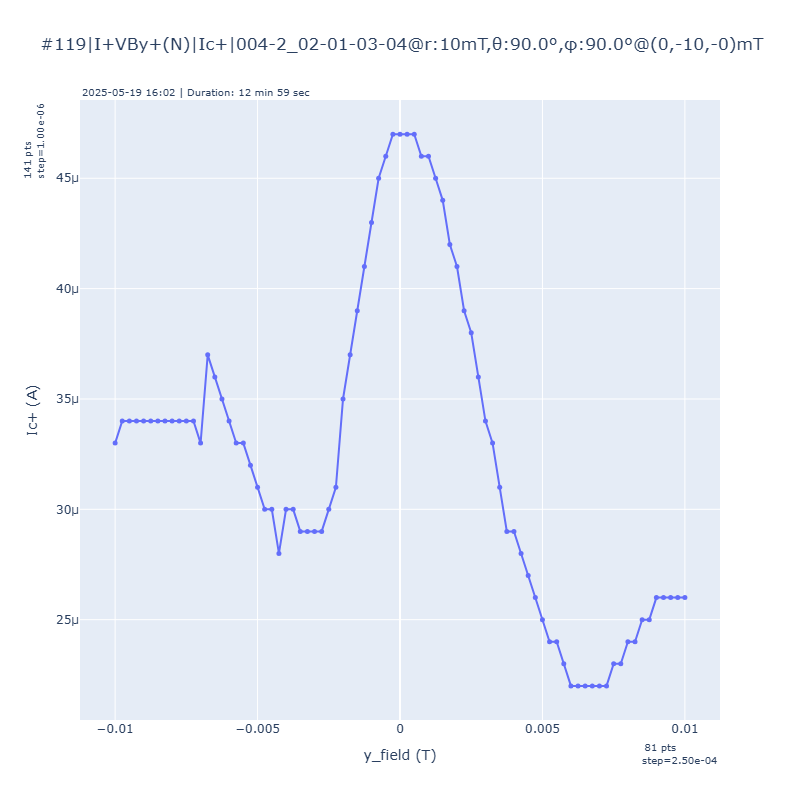 #119|I+VBy+(N)|Ic+|004-2_02-01-03-04@r:10mT,θ:90.0º,φ:90.0º@(0,-10,-0)mT
2025-05-19 16:02 | Duration: 12 min 59 sec
141 pts
step=1.00e-06
45μ
40μ
35μ
30μ
25μ
Ic+ (A)
−0.01
−0.005
0
0.005
0.01
y_field (T)
81 pts
step=2.50e-04